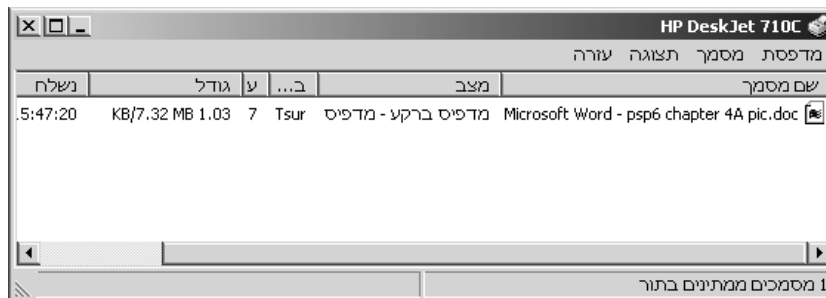 HP DeskJet 710C
מדפסת מסמך תצוגה עזרה
שם מסמך מצב ב... ע גודל נשלח
Microsoft Word - psp6 chapter 4A pic.doc מדפיס ברקע - מדפיס Tsur 7 KB/7.32 MB 1.03 5:47:20
1 מסמכים ממתינים בתור